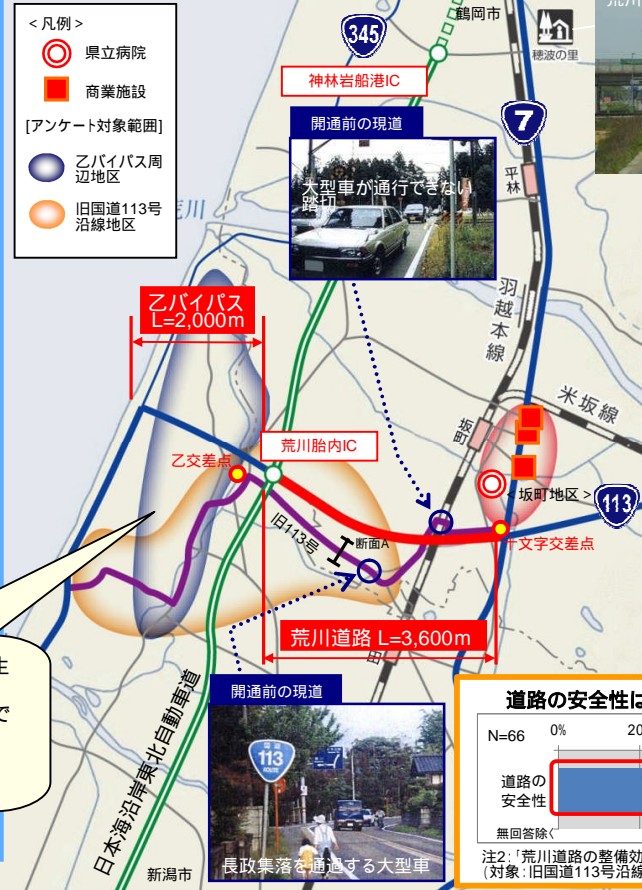 <凡例>
県立病院
商業施設
[アンケート対象範囲]
乙バイパス周
辺地区
旧国道113号
沿線地区
345
鶴岡市
穂波の里
神林岩船港IC
7
開通前の現道
大型車が通行できない
踏切
平林
荒川
羽越本線
乙バイパス
L=2,000m
米坂線
坂町
荒川胎内IC
乙交差点
<坂町地区>
113
旧113号
断面A
十文字交差点
荒川道路 L=3,600m
田
生
で
日本海沿岸東北自動車道
開通前の現道
国道
113
ROUTE
長政集落を通過する大型車
新潟市
道路の安全性は
N=66
0%
20
道路の
安全性
無回答除く
注2:「荒川道路の整備効
(対象:旧国道113号沿線